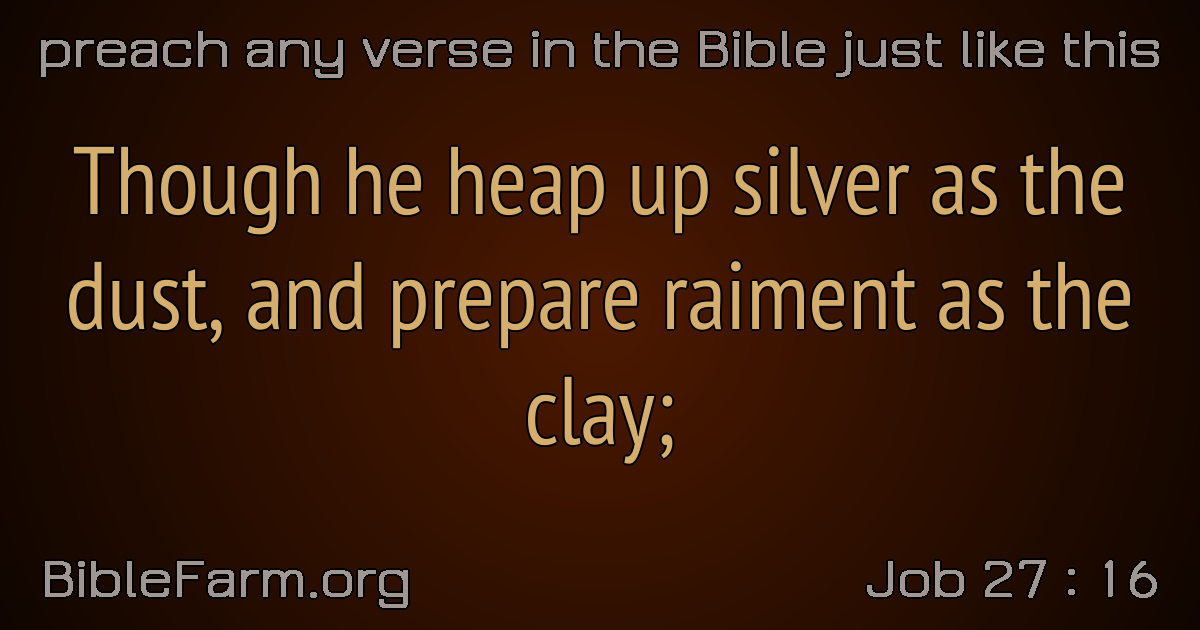 preach any verse in the Bible just like this
Though he heap up silver as the
dust, and prepare raiment as the
clay;
BibleFarm.org
Job 27 : 16